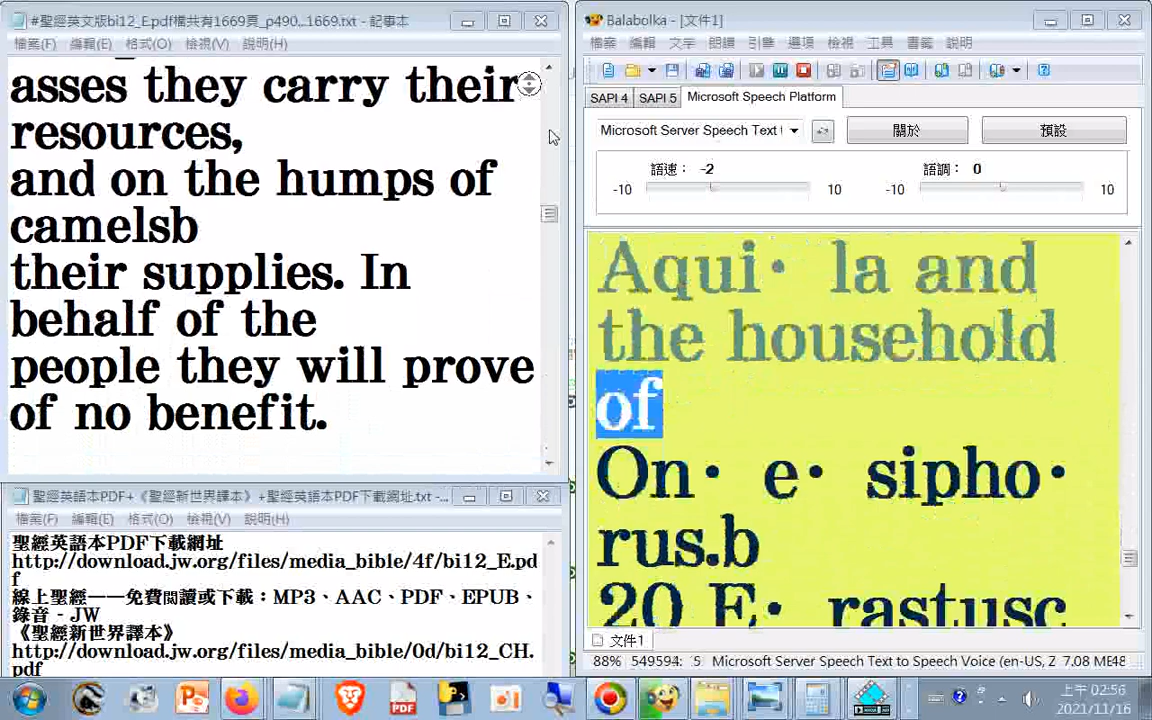 #聖經英文版bi12_E.pdf檔共有1669頁_p490...1669.txt - 記事本
檔案(F) 編輯(E) 格式(O) 檢視(V) 說明(H)
asses they carry their
resources,
and on the humps of
camelsb
their supplies. In
behalf of the
people they will prove
of no benefit.
聖經英語本PDF+《聖經新世界譯本》+聖經英語本PDF下載網址.txt -...
檔案(F) 編輯(E) 格式(O) 檢視(V) 說明(H)
聖經英語本PDF下載網址
http://download.jw.org/files/media_bible/4f/bi12_E.pd
f
線上聖經——免費閱讀或下載：MP3、AAC、PDF、EPUB、
錄音 - JW
《聖經新世界譯本》
http://download.jw.org/files/media_bible/0d/bi12_CH.
pdf
Balabolka - [文件1]
檔案 編輯 文字 朗讀 引擎 選項 檢視 工具 書籤 說明
SAPI 4 SAPI 5 Microsoft Speech Platform
Microsoft Server Speech Text 關於 預設
語速： -2 語調： 0
-10 10 -10 10
Aqui· la and
the household
of
On· e· sipho·
rus.b
20 E· rastusc
文件1
88% 549594: 5 Microsoft Server Speech Text to Speech Voice (en-US, Z 7.08 ME48
上午 02:56
2021/11/16